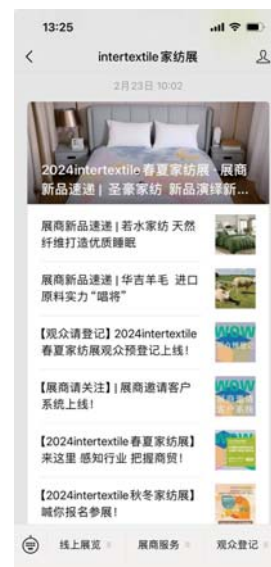 13:25
intertextile家纺展
2月23日 10:02
2024intertextile春夏家纺展·展商
新品速递| 圣豪家纺 新品演绎新...
展商新品速递|若水家纺 天然
纤维打造优质睡眠
展商新品速递|华吉羊毛 进口
原料实力“唱将”
【观众请登记】2024intertextile
春夏家纺展观众预登记上线！
WOW
【展商请关注】|展商邀请客户
系统上线！
WOW
【2024intertextile春夏家纺展】
来这里 感知行业 把握商贸！
【2024intertextile秋冬家纺展】
喊你报名参展！
线上展览
展商服务
观众登记